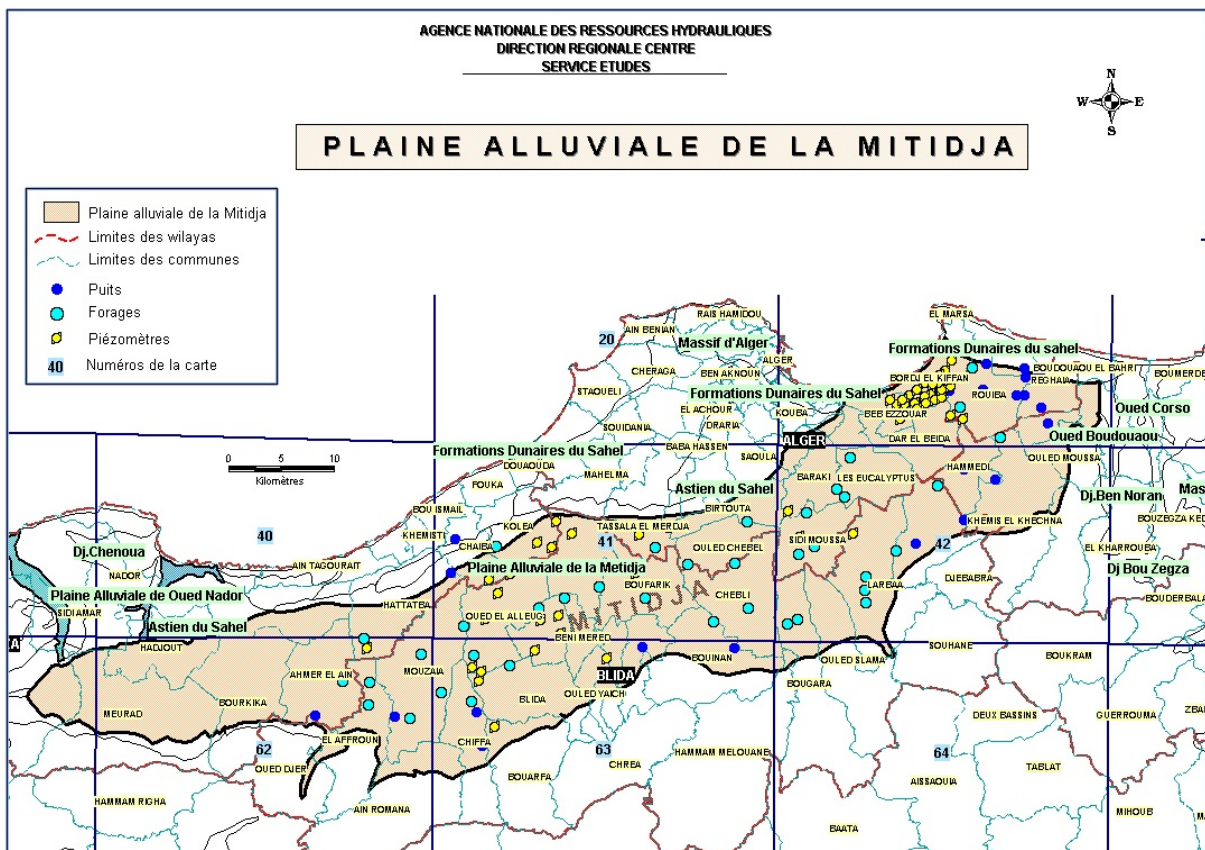 AGENCE NATIONALE DES RESSOURCES HYDRAULIQUES
DIRECTION REGIONALE CENTRE
SERVICE ETUDES
N
W E
S
PLAINE ALLUVIALE DE LA MITIDJA
Plaine alluviale de la Mitidja
Limites des wilayas
Limites des communes
Puits
Forages
Piézomètres
40 Numéros de la carte
EL MARSA
RAIS HAMIDOU
AIN BENIAN
20
Massif d'Alger
Formations Dunaires du sahel
ALGER
CHERAGA
BEN AKNOUN
BORDJ EL KIFFAN
BOUDOUAOU EL BAHRI
BOUMERDE
REGHAIA
STAOUELI
Formations Dunaires du Sahel
ROUIBA
EL ACHOUR
KOUBA
BEB EZZOUAR
Oued Corso
SOUIDANIA
DRARIA
ALGER
DAR EL BEIDA
Oued Boudouaou
Formations Dunaires du Sahel
BABA HASSEN
SAOULA
OULED MOUSSA
DOUAOUDA
MAHELMA
HAMMEDI
0 5 10
Kilomètres
FOUKA
Astien du Sahel
BARAKI
LES EUCALYPTUS
Dj.Ben Noran
Mas
BOU ISMAIL
BIRTOUTA
KHEMIS EL KHECHNA
BOUZEGZA KED
KOLEA
TASSALA EL MERDJA
40
KHEMISTI
CHAIBA
41
OULED CHEBEL
SIDI MOUSSA
42
EL KHARROUBA
Dj.Chenoua
NADOR
AIN TAGOURAIT
Plaine Alluviale de la Metidja
BOUFARIK
LARBAA
DJEBABRA
Dj Bou Zegza
Plaine Alluviale de Oued Nador
HATTATBA
MITIDJA
CHEBLI
BOUDERBALA
SIDI AMAR
OUED EL ALLEUG
Astien du Sahel
HADJOUT
BENI MERED
SOUHANE
A
AHMER EL AIN
MOUZAIA
BLIDA
BOUINAN
OULED SLAMA
BOUKRAM
BOURKIKA
BLIDA
OULED YAICH
BOUGARA
MEURAD
DEUX BASSINS
GUERROUMA
ZBA
EL AFFROUN
CHIFFA
62
63
64
OUED DJER
BOUARFA
CHREA
HAMMAM MELOUANE
AISSAOUIA
TABLAT
HAMMAM RIGHA
AIN ROMANA
BAATA
MIHOUB